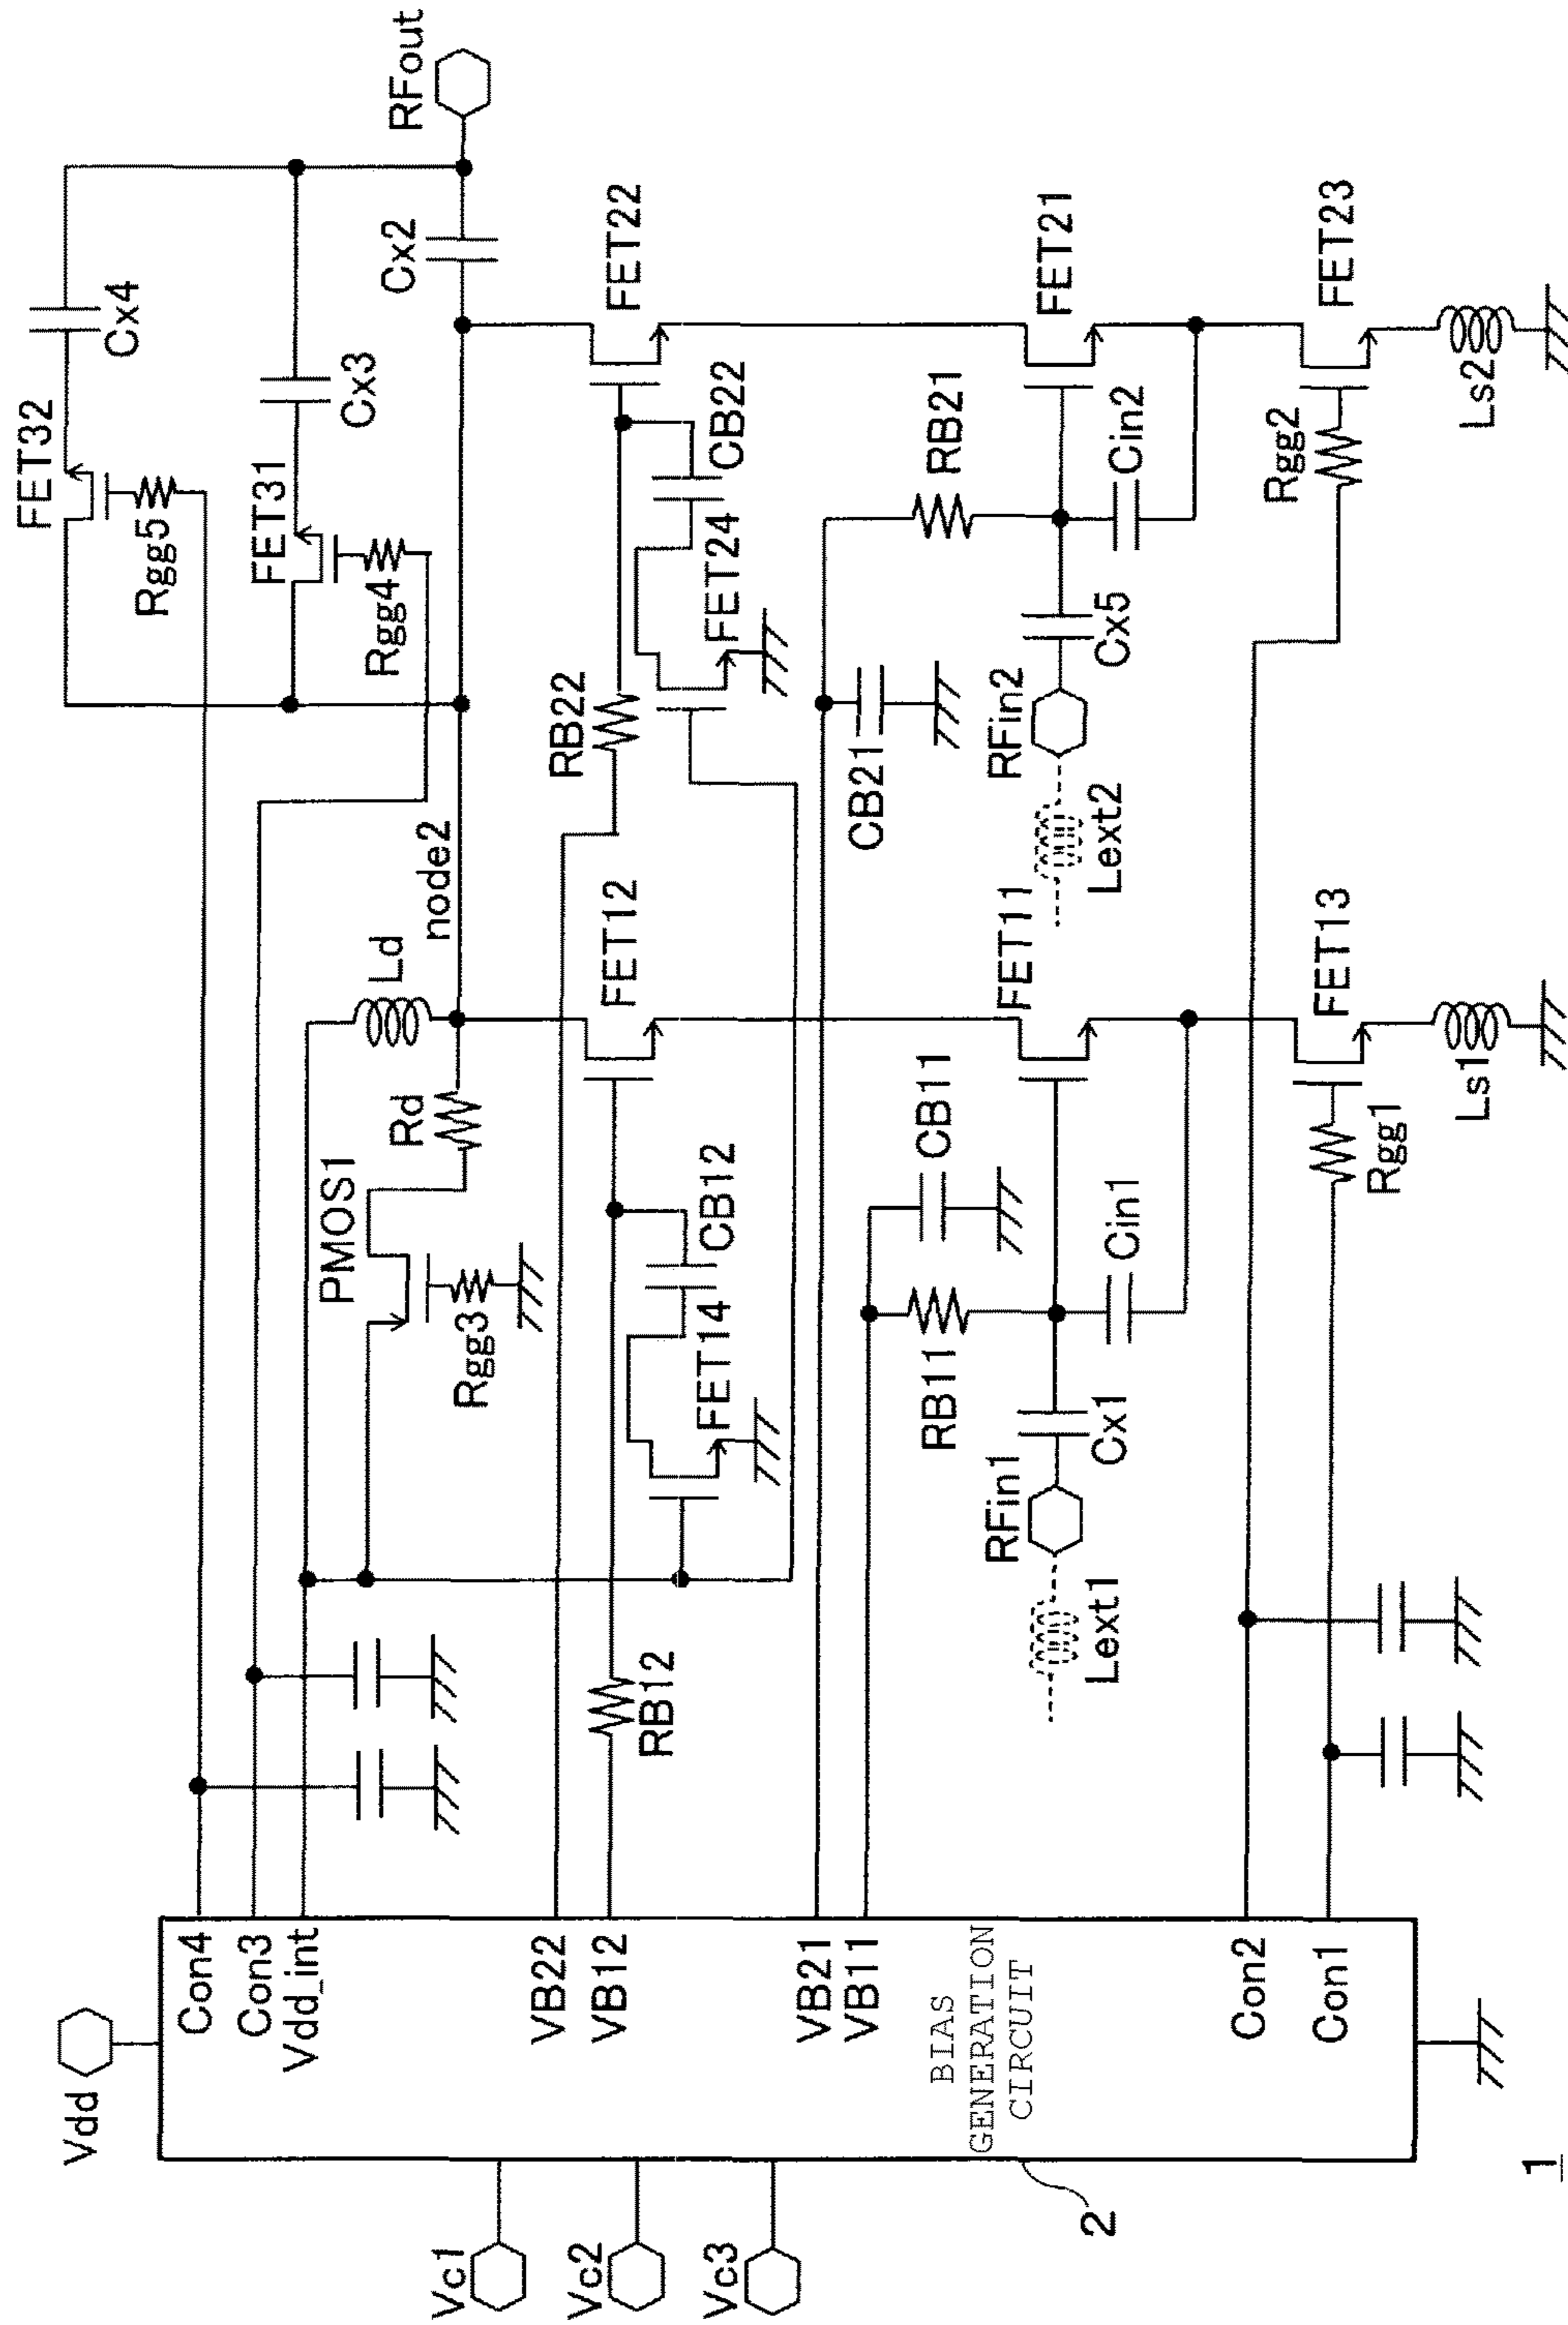 Vdd
Vc1
Vc2
Vc3
Con4
Con3
Vdd_int
VB22
VB12
VB21
VB11
BIAS
GENERATION
CIRCUIT
Con2
Con1
2
1
RB12
Lext1
RFin1
Cx1
RB11
CB11
Cin1
Rgg1
FET13
Ls1
FET11
FET14
CB12
FET12
Rgg3
PMOS1
Rd
Ld
node2
RB22
FET24
CB22
FET22
CB21
Lext2
RFin2
Cx5
RB21
Cin2
FET21
Rgg2
FET23
Ls2
Rgg4
FET31
Cx3
Rgg5
FET32
Cx4
Cx2
RFout